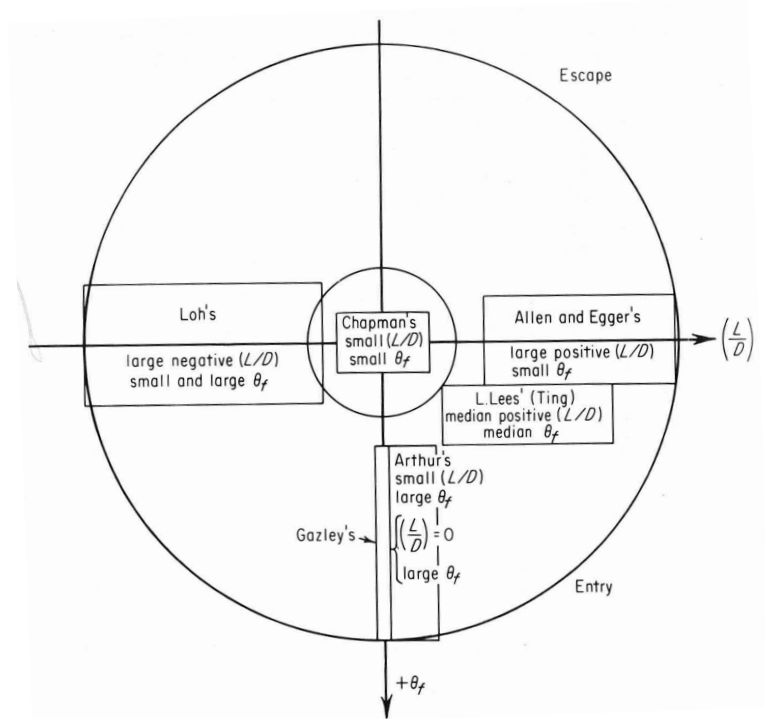 Escape
Loh's
large negative (L/D)
small and large θf
Chapman's
small (L/D)
small θf
Allen and Egger's
large positive (L/D)
small θf
(L/D)
L.Lees' (Ting)
median positive (L/D)
median θf
Arthur's
small (L/D)
large θf
Gazley's
(L/D) = 0
large θf
Entry
+θf